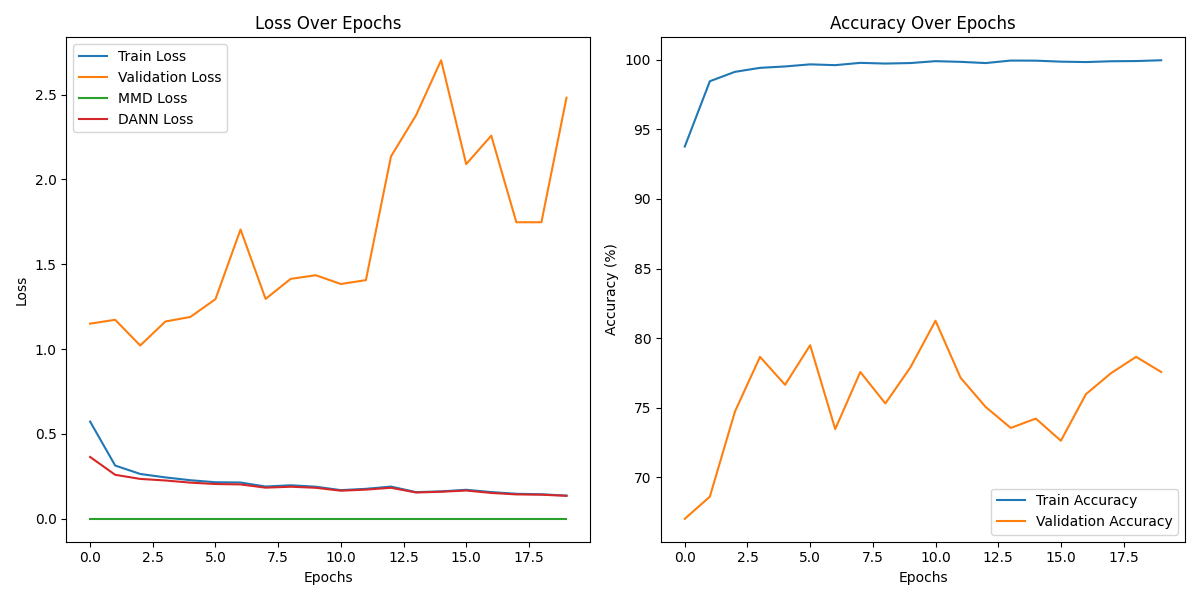 Loss Over Epochs
Train Loss
Validation Loss
MMD Loss
DANN Loss
Loss
2.5
2.0
1.5
1.0
0.5
0.0
0.0 2.5 5.0 7.5 10.0 12.5 15.0 17.5
Epochs
Accuracy Over Epochs
Accuracy (%)
100
95
90
85
80
75
70
Train Accuracy
Validation Accuracy
0.0 2.5 5.0 7.5 10.0 12.5 15.0 17.5
Epochs